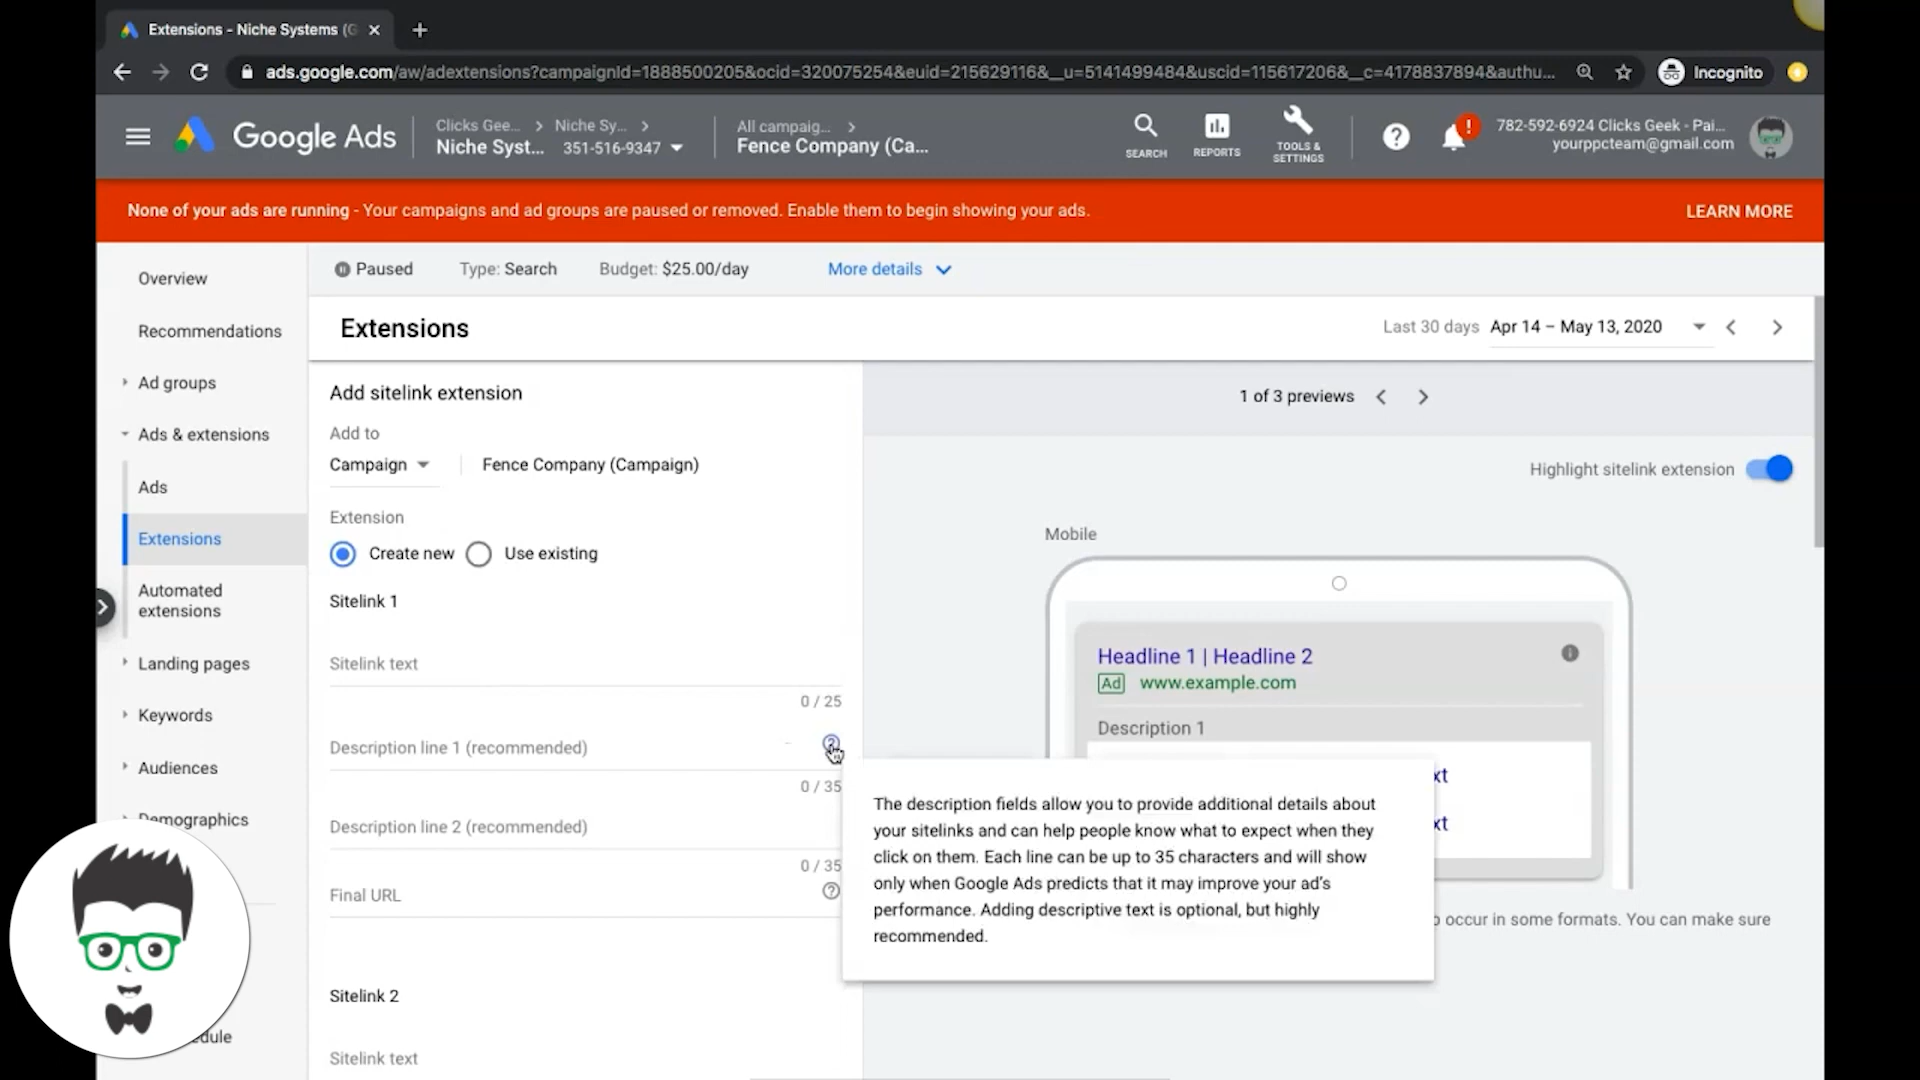 Extensions - Niche Systems (G
ads.google.com/aw/adextensions?campaignId=1888500205&ocid=320075254&euid=215629116&__u=5141499484&uscid=115617206&__c=4178837894&authu...
Incognito
Google Ads
Clicks Gee... > Niche Sy... >
Niche Syst... 351-516-9347
All campaig... >
Fence Company (Ca...
SEARCH
REPORTS
TOOLS &
SETTINGS
782-592-6924 Clicks Geek - Pai...
yourppcteam@gmail.com
None of your ads are running - Your campaigns and ad groups are paused or removed. Enable them to begin showing your ads.
LEARN MORE
Overview
Recommendations
Ad groups
Ads & extensions
Ads
Extensions
Automated
extensions
Landing pages
Keywords
Audiences
Demographics
edule
Paused
Type: Search
Budget: $25.00/day
More details
Extensions
Last 30 days Apr 14 – May 13, 2020
Add sitelink extension
Add to
Campaign
Fence Company (Campaign)
Extension
Create new
Use existing
Sitelink 1
Sitelink text
0 / 25
Description line 1 (recommended)
0 / 35
Description line 2 (recommended)
0 / 35
Final URL
Sitelink 2
Sitelink text
1 of 3 previews
Highlight sitelink extension
Mobile
Headline 1 | Headline 2
Ad www.example.com
Description 1
xt
xt
The description fields allow you to provide additional details about
your sitelinks and can help people know what to expect when they
click on them. Each line can be up to 35 characters and will show
only when Google Ads predicts that it may improve your ad's
performance. Adding descriptive text is optional, but highly
recommended.
o occur in some formats. You can make sure